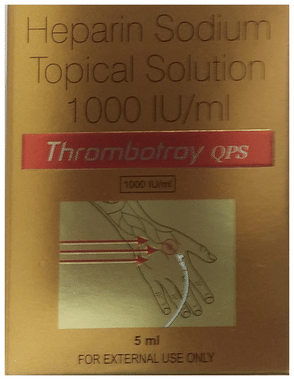 Heparin Sodium
Topical Solution
1000 IU/ml
Thrombotroy QPS
1000 IU/ml
5 ml
FOR EXTERNAL USE ONLY